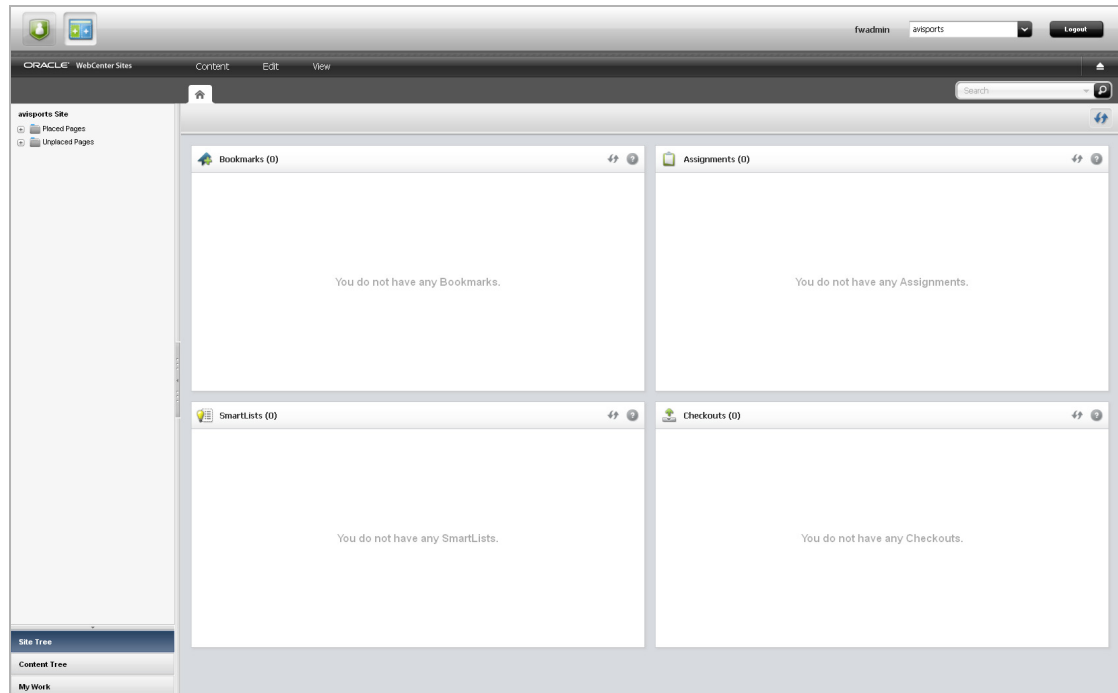 fwadmin
avisports
Logout
ORACLE® WebCenter Sites
Content
Edit
View
Search
avisports Site
Placed Pages
Unplaced Pages
Bookmarks (0)
You do not have any Bookmarks.
Assignments (0)
You do not have any Assignments.
SmartLists (0)
You do not have any SmartLists.
Checkouts (0)
You do not have any Checkouts.
Site Tree
Content Tree
My Work